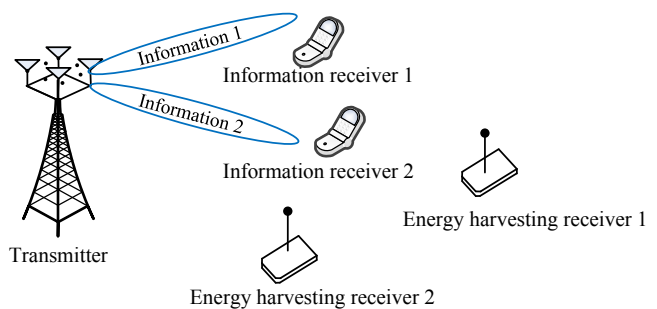 Information 1
Information receiver 1
Information 2
Information receiver 2
Energy harvesting receiver 1
Transmitter
Energy harvesting receiver 2